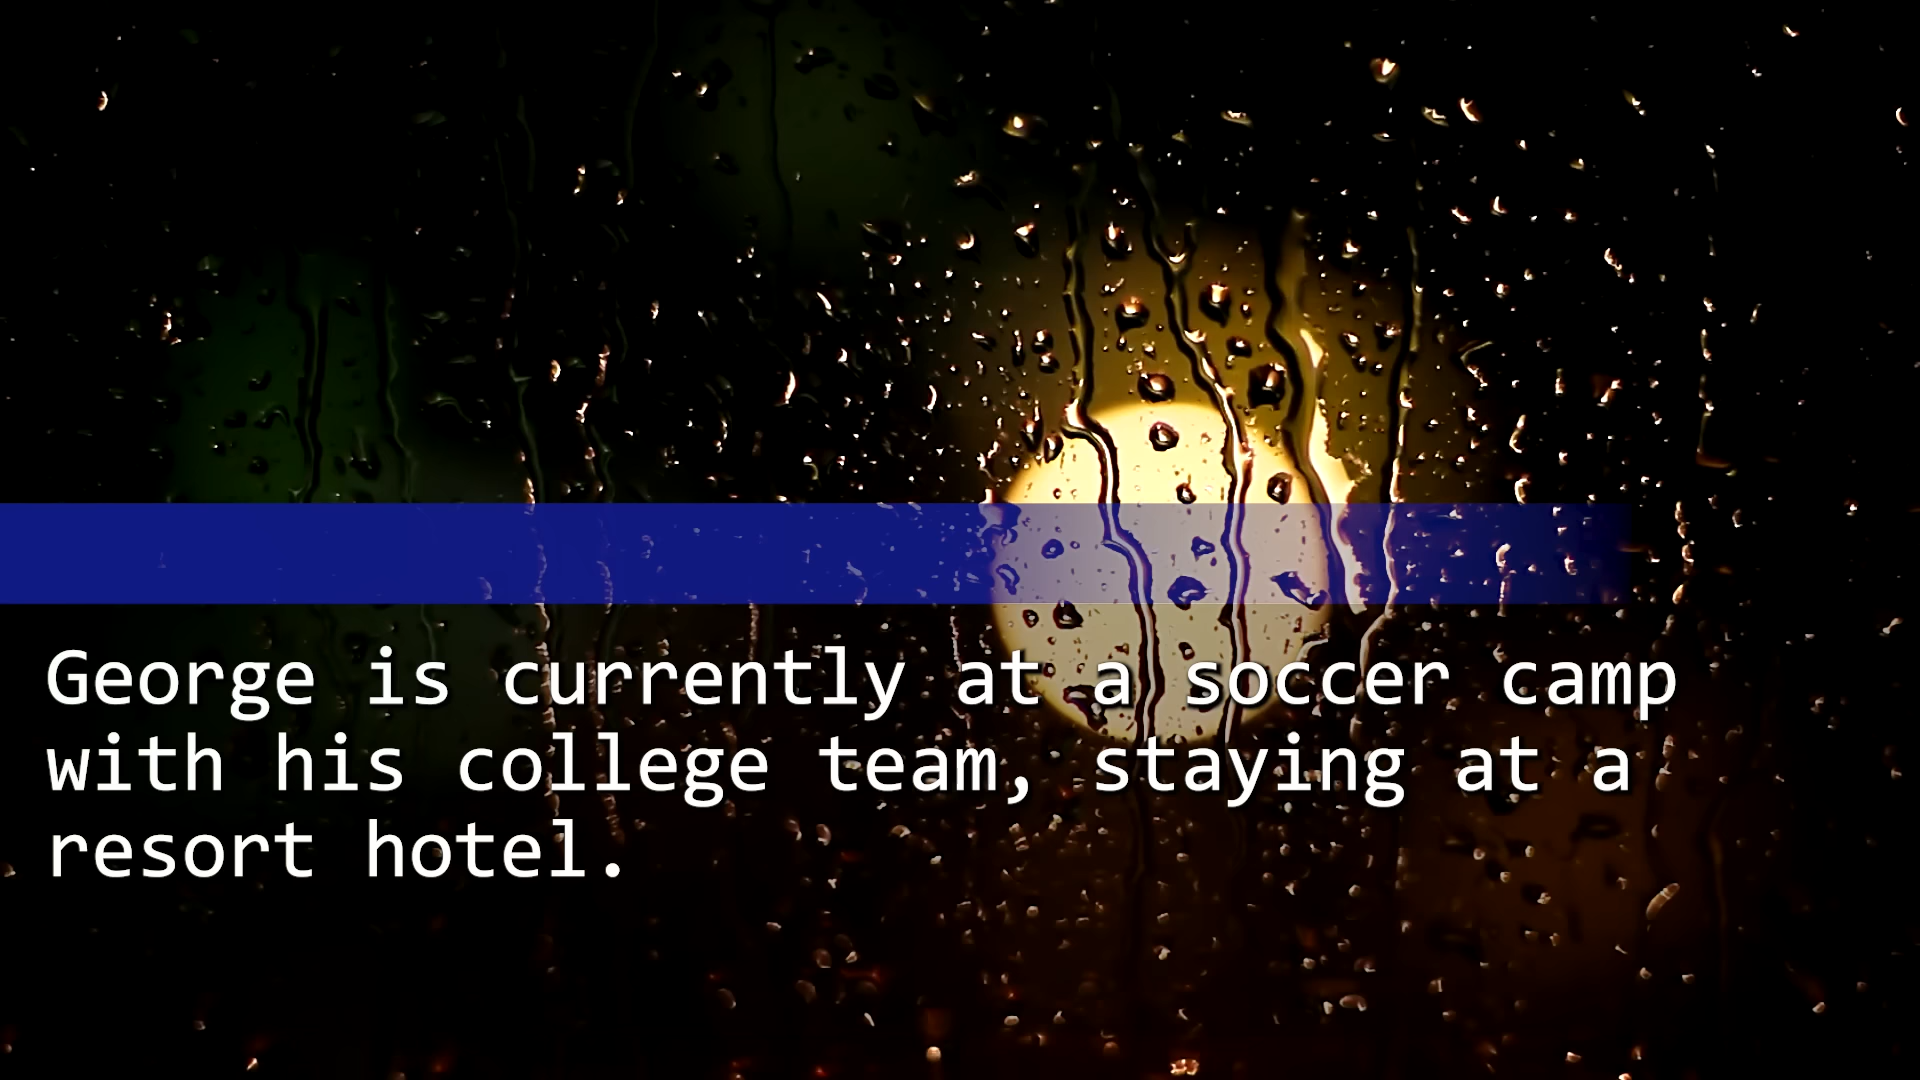 George is currently at a soccer camp
with his college team, staying at a
resort hotel.